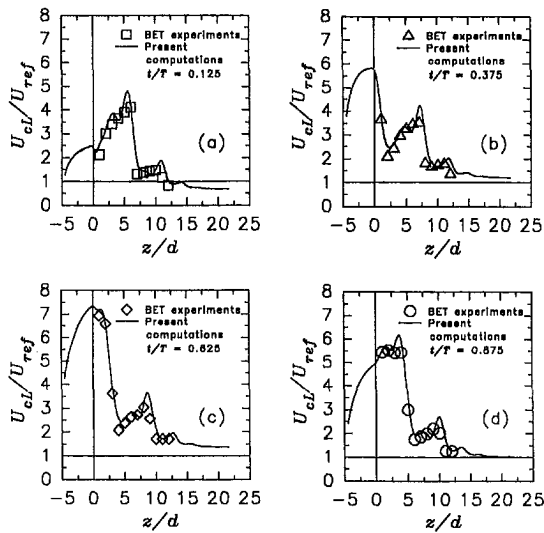 8
7
6
5
4
3
2
1
0
U_cL/U_ref
BET experiments
Present
computations
t/T = 0.125
(a)
-5 0 5 10 15 20 25
z/d
8
7
6
5
4
3
2
1
0
U_cL/U_ref
BET experiments
Present
computations
t/T = 0.375
(b)
-5 0 5 10 15 20 25
z/d
8
7
6
5
4
3
2
1
0
U_cL/U_ref
BET experiments
Present
computations
t/T = 0.625
(c)
-5 0 5 10 15 20 25
z/d
8
7
6
5
4
3
2
1
0
U_cL/U_ref
BET experiments
Present
computations
t/T = 0.875
(d)
-5 0 5 10 15 20 25
z/d